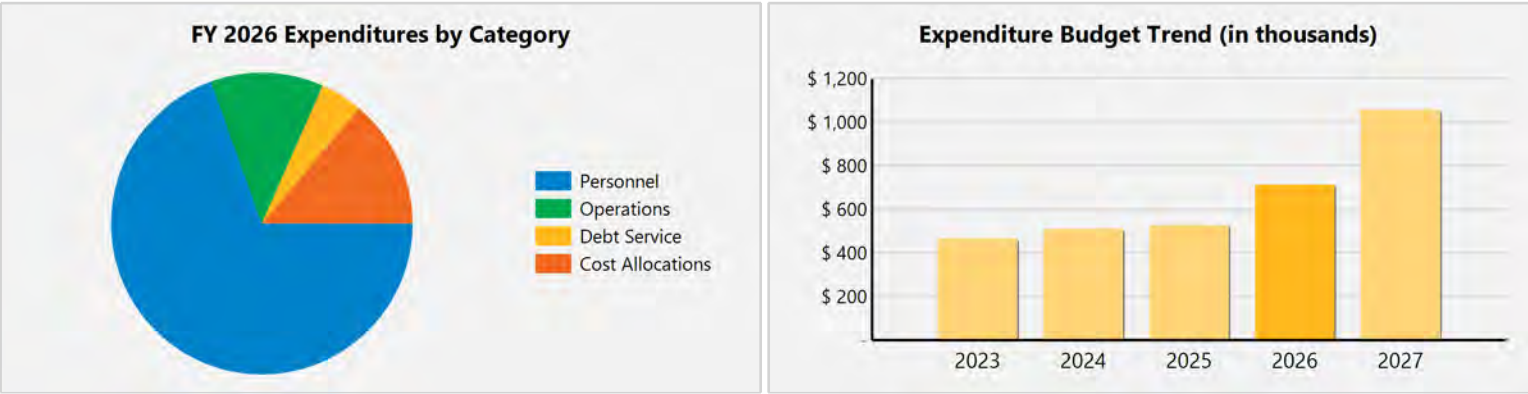 FY 2026 Expenditures by Category
Personnel
Operations
Debt Service
Cost Allocations
Expenditure Budget Trend (in thousands)
$ 1,200
$ 1,000
$ 800
$ 600
$ 400
$ 200
-
2023 2024 2025 2026 2027